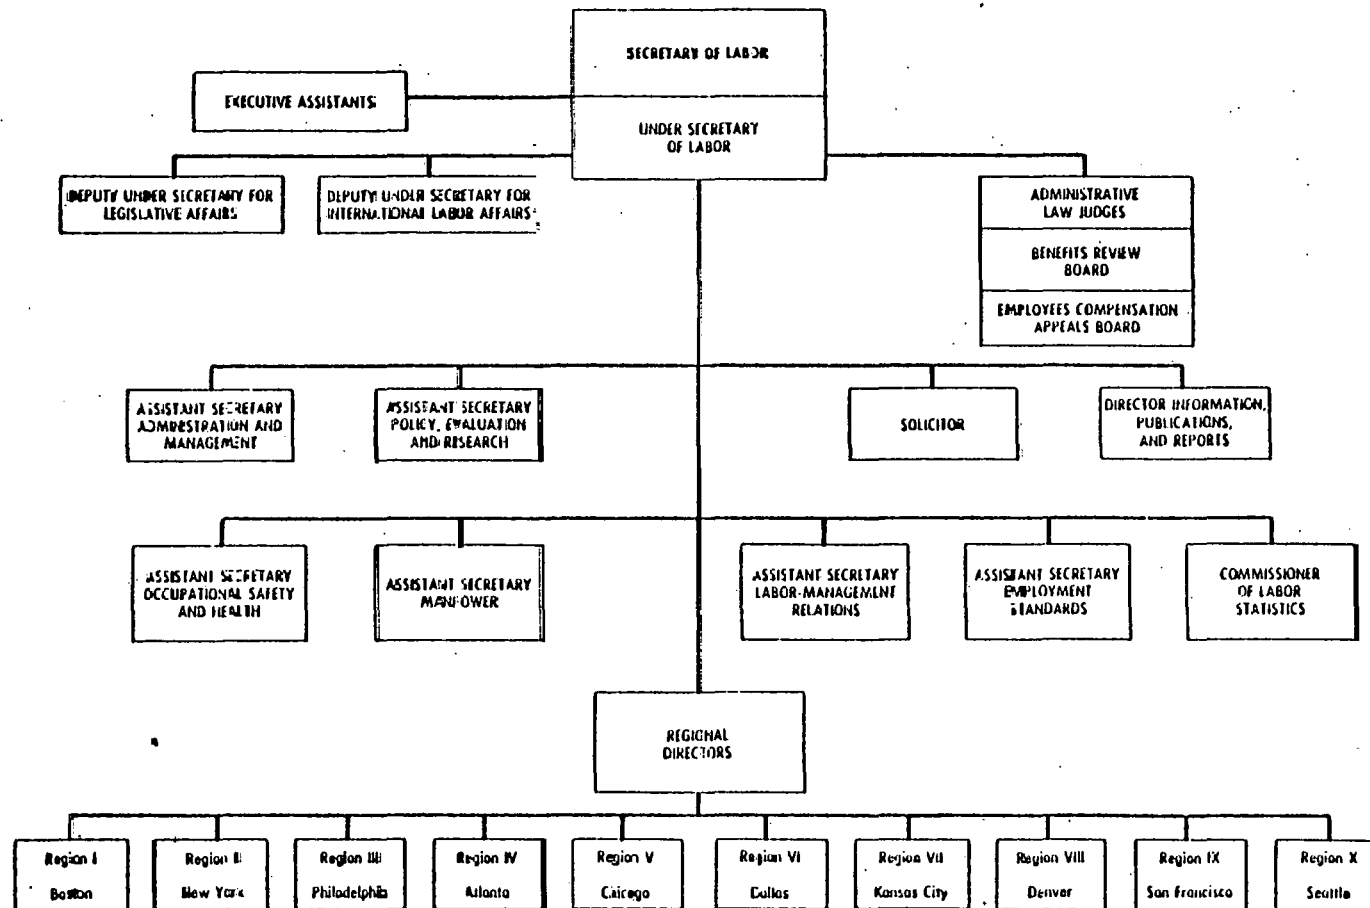 SECRETARY OF LABOR
EXECUTIVE ASSISTANTS
UNDER SECRETARY
OF LABOR
DEPUTY UNDER SECRETARY FOR
LEGISLATIVE AFFAIRS
DEPUTY UNDER SECRETARY FOR
INTERNATIONAL LABOR AFFAIRS
ADMINISTRATIVE
LAW JUDGES
BENEFITS REVIEW
BOARD
EMPLOYEES COMPENSATION
APPEALS BOARD
ASSISTANT SECRETARY
ADMINISTRATION AND
MANAGEMENT
ASSISTANT SECRETARY
POLICY, EVALUATION
AND RESEARCH
SOLICITOR
DIRECTOR INFORMATION,
PUBLICATIONS,
AND REPORTS
ASSISTANT SECRETARY
OCCUPATIONAL SAFETY
AND HEALTH
ASSISTANT SECRETARY
MANPOWER
ASSISTANT SECRETARY
LABOR-MANAGEMENT
RELATIONS
ASSISTANT SECRETARY
EMPLOYMENT
STANDARDS
COMMISSIONER
OF LABOR
STATISTICS
REGIONAL
DIRECTORS
Region I
Boston
Region II
New York
Region III
Philadelphia
Region IV
Atlanta
Region V
Chicago
Region VI
Dallas
Region VII
Kansas City
Region VIII
Denver
Region IX
San Francisco
Region X
Seattle